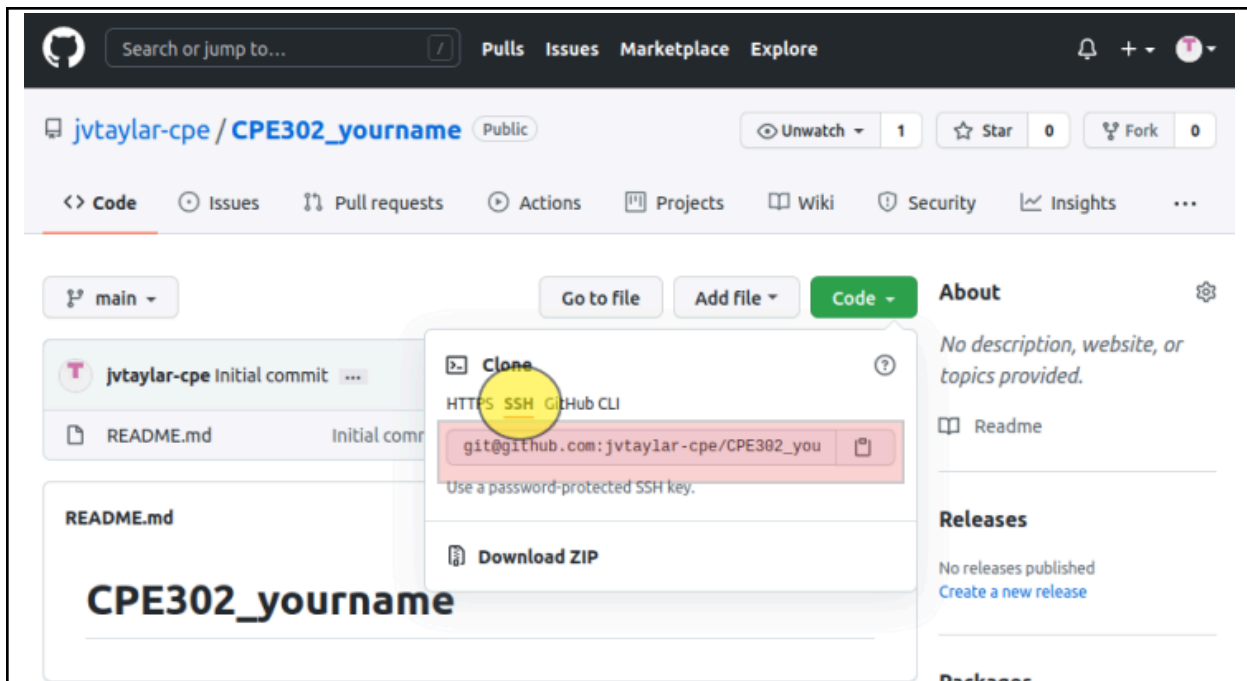 Search or jump to... / Pulls Issues Marketplace Explore
jvtaylar-cpe / CPE302_yourname Public Unwatch 1 Star 0 Fork 0
<> Code Issues Pull requests Actions Projects Wiki Security Insights ...
main Go to file Add file Code
About
No description, website, or
topics provided.
Readme
T jvtaylar-cpe Initial commit ...
README.md Initial comr
Clone
HTTPS SSH GitHub CLI
git@github.com:jvtaylar-cpe/CPE302_you
Use a password-protected SSH key.
Download ZIP
README.md
CPE302_yourname
Releases
No releases published
Create a new release
Packages